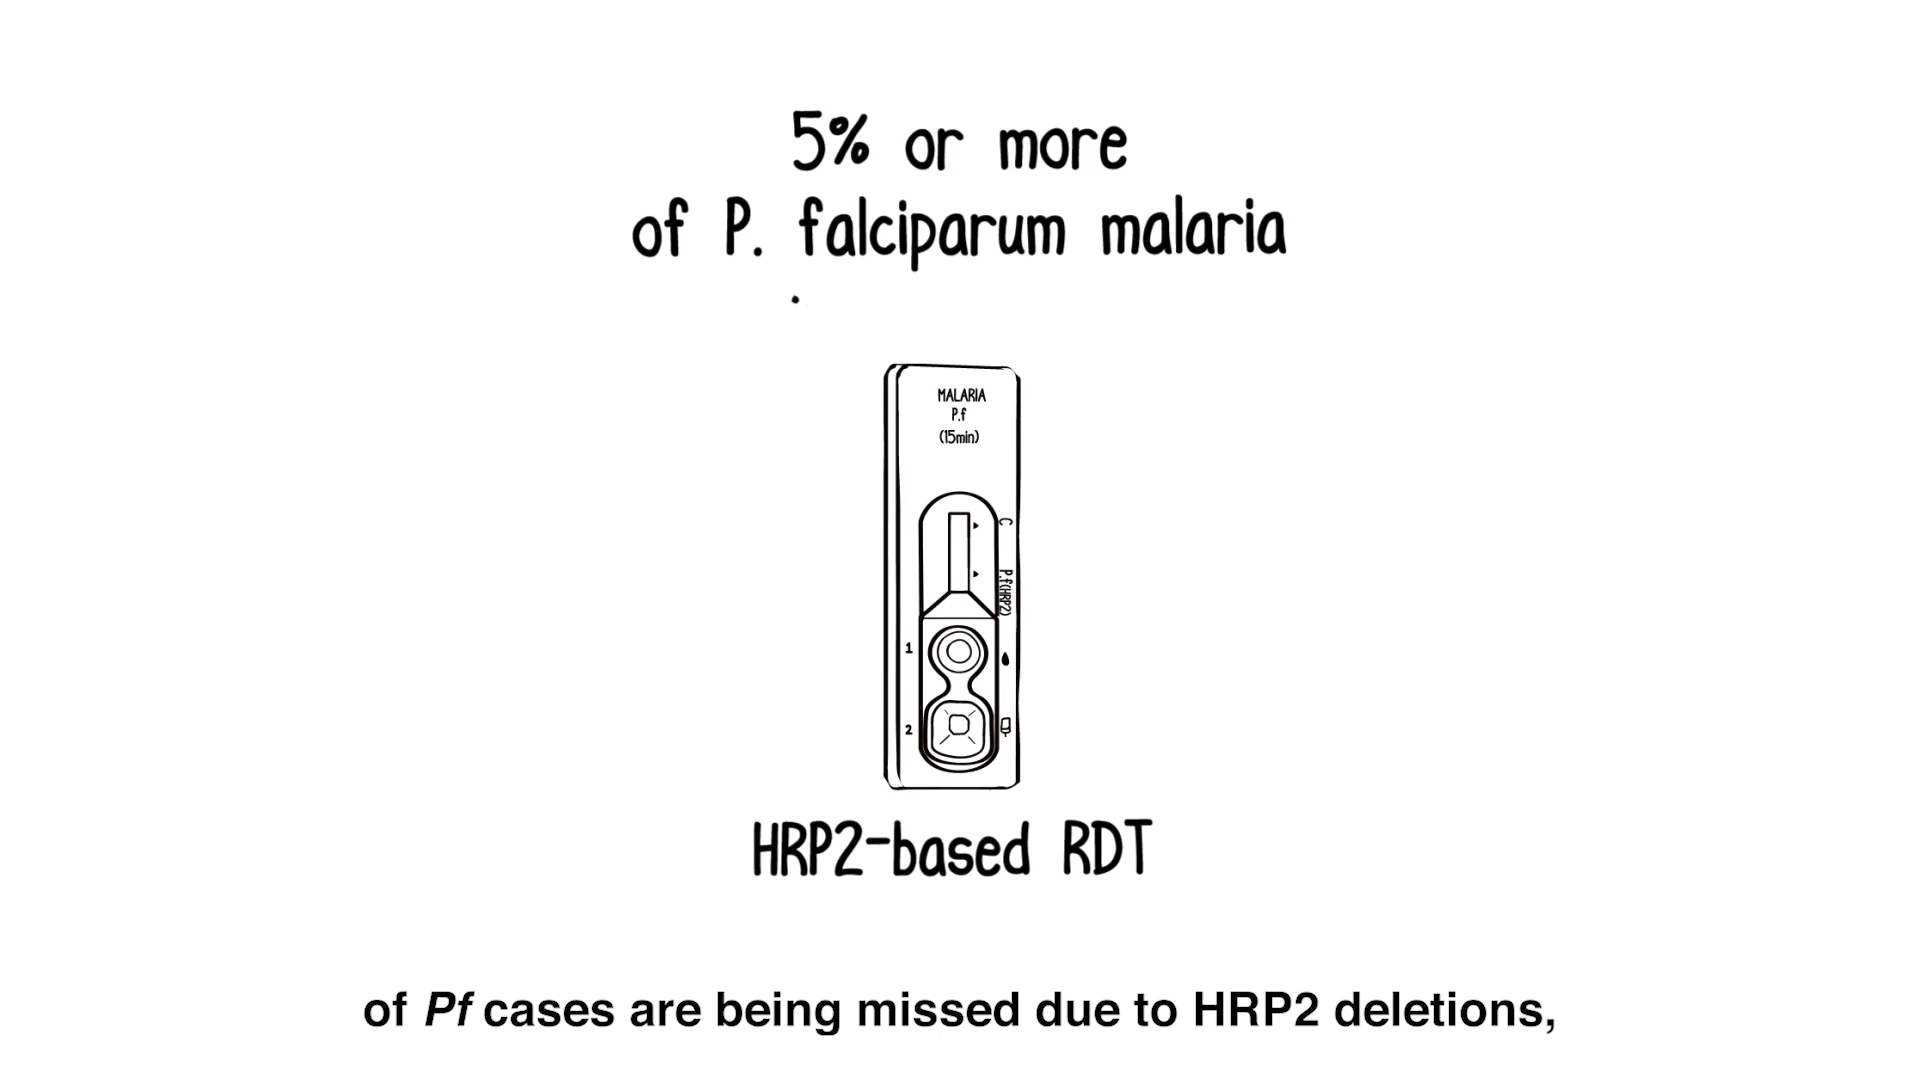 5% or more
of P. falciparum malaria
MALARIA
P.f
(15min)
C
P.f(HRP2)
1
2
HRP2-based RDT
of Pf cases are being missed due to HRP2 deletions,